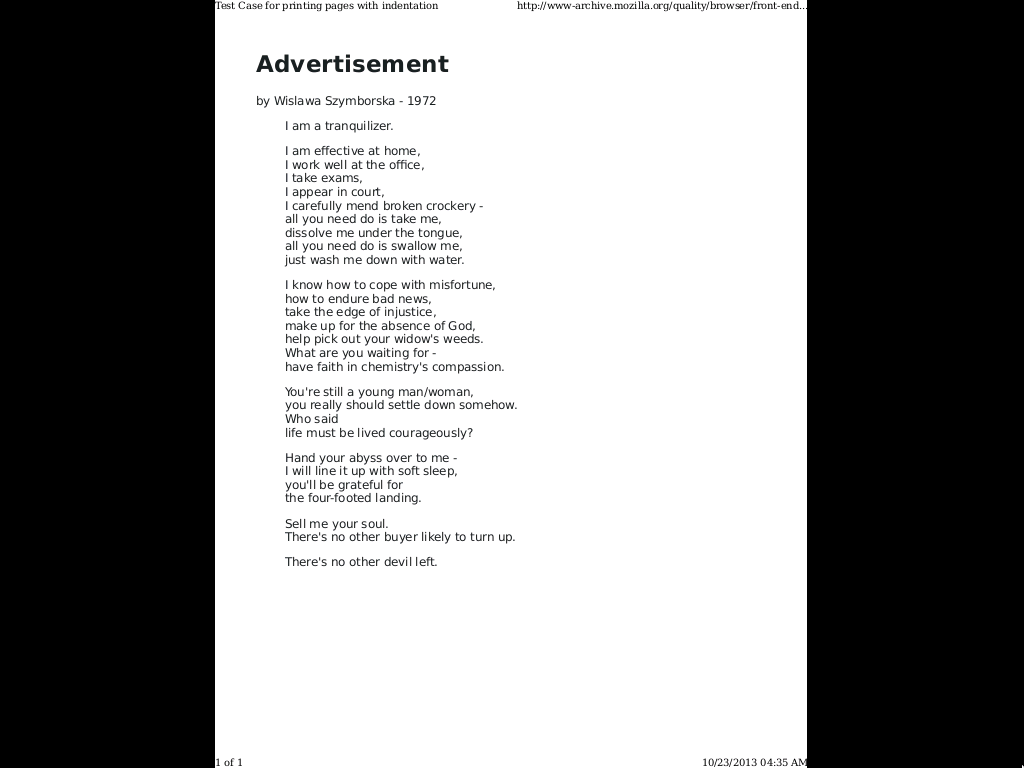 Test Case for printing pages with indentation
http://www-archive.mozilla.org/quality/browser/front-end...
Advertisement
by Wislawa Szymborska - 1972
I am a tranquilizer.
I am effective at home,
I work well at the office,
I take exams,
I appear in court,
I carefully mend broken crockery -
all you need do is take me,
dissolve me under the tongue,
all you need do is swallow me,
just wash me down with water.
I know how to cope with misfortune,
how to endure bad news,
take the edge of injustice,
make up for the absence of God,
help pick out your widow's weeds.
What are you waiting for -
have faith in chemistry's compassion.
You're still a young man/woman,
you really should settle down somehow.
Who said
life must be lived courageously?
Hand your abyss over to me -
I will line it up with soft sleep,
you'll be grateful for
the four-footed landing.
Sell me your soul.
There's no other buyer likely to turn up.
There's no other devil left.
1 of 1
10/23/2013 04:35 AM